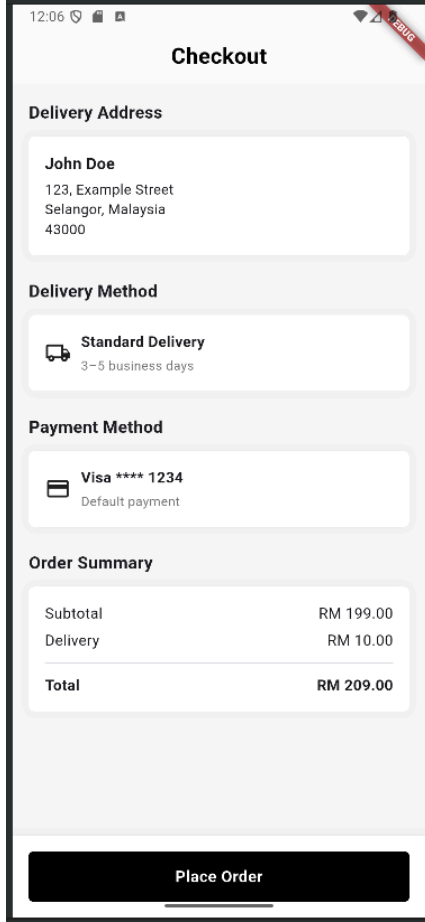 12:06
DEBUG
Checkout
Delivery Address
John Doe
123, Example Street
Selangor, Malaysia
43000
Delivery Method
Standard Delivery
3–5 business days
Payment Method
Visa **** 1234
Default payment
Order Summary
Subtotal RM 199.00
Delivery RM 10.00
Total RM 209.00
Place Order